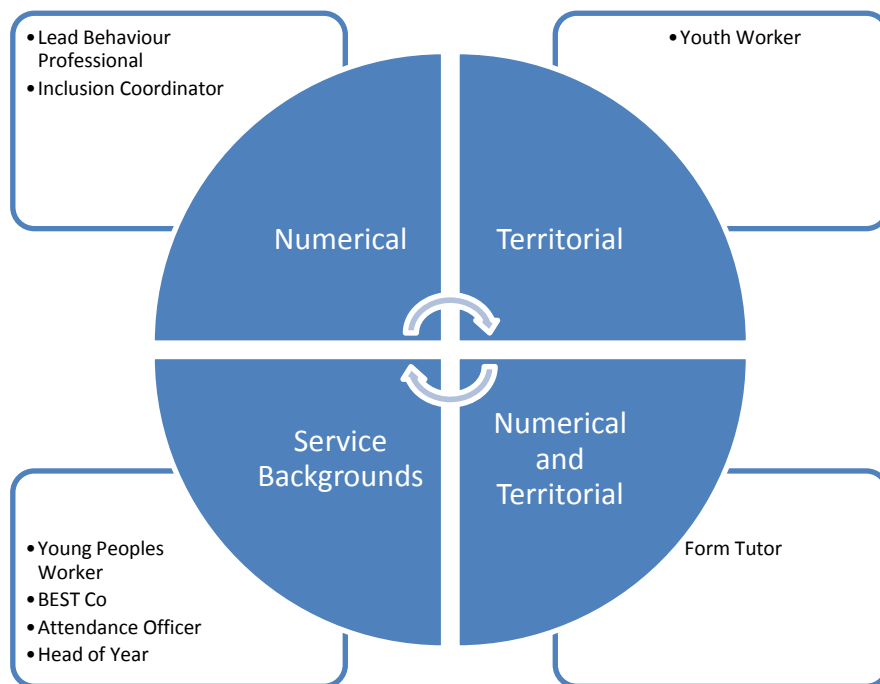 •Lead Behaviour
Professional
•Inclusion Coordinator
•Youth Worker
Numerical
Territorial
Service
Backgrounds
Numerical
and
Territorial
•Young Peoples
Worker
•BEST Co
•Attendance Officer
•Head of Year
Form Tutor